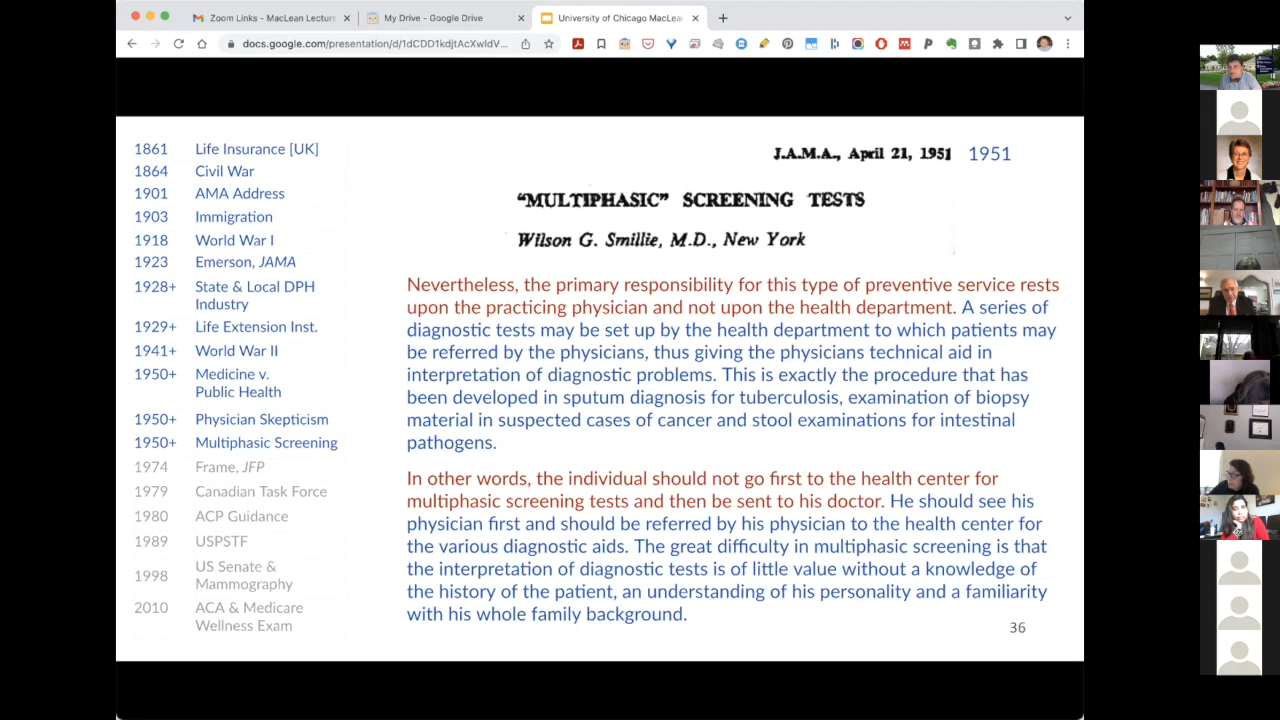 Zoom Links - MacLean Lectur
My Drive - Google Drive
University of Chicago MacLea
docs.google.com/presentation/d/1dCDD1kdjtAcXwldV...
1861 Life Insurance [UK]
1864 Civil War
1901 AMA Address
1903 Immigration
1918 World War I
1923 Emerson, JAMA
1928+ State & Local DPH
Industry
1929+ Life Extension Inst.
1941+ World War II
1950+ Medicine v.
Public Health
1950+ Physician Skepticism
1950+ Multiphasic Screening
1974 Frame, JFP
1979 Canadian Task Force
1980 ACP Guidance
1989 USPSTF
1998 US Senate &
Mammography
2010 ACA & Medicare
Wellness Exam
J.A.M.A., April 21, 1951 1951
"MULTIPHASIC" SCREENING TESTS
Wilson G. Smillie, M.D., New York
Nevertheless, the primary responsibility for this type of preventive service rests
upon the practicing physician and not upon the health department. A series of
diagnostic tests may be set up by the health department to which patients may
be referred by the physicians, thus giving the physicians technical aid in
interpretation of diagnostic problems. This is exactly the procedure that has
been developed in sputum diagnosis for tuberculosis, examination of biopsy
material in suspected cases of cancer and stool examinations for intestinal
pathogens.
In other words, the individual should not go first to the health center for
multiphasic screening tests and then be sent to his doctor. He should see his
physician first and should be referred by his physician to the health center for
the various diagnostic aids. The great difficulty in multiphasic screening is that
the interpretation of diagnostic tests is of little value without a knowledge of
the history of the patient, an understanding of his personality and a familiarity
with his whole family background.
36